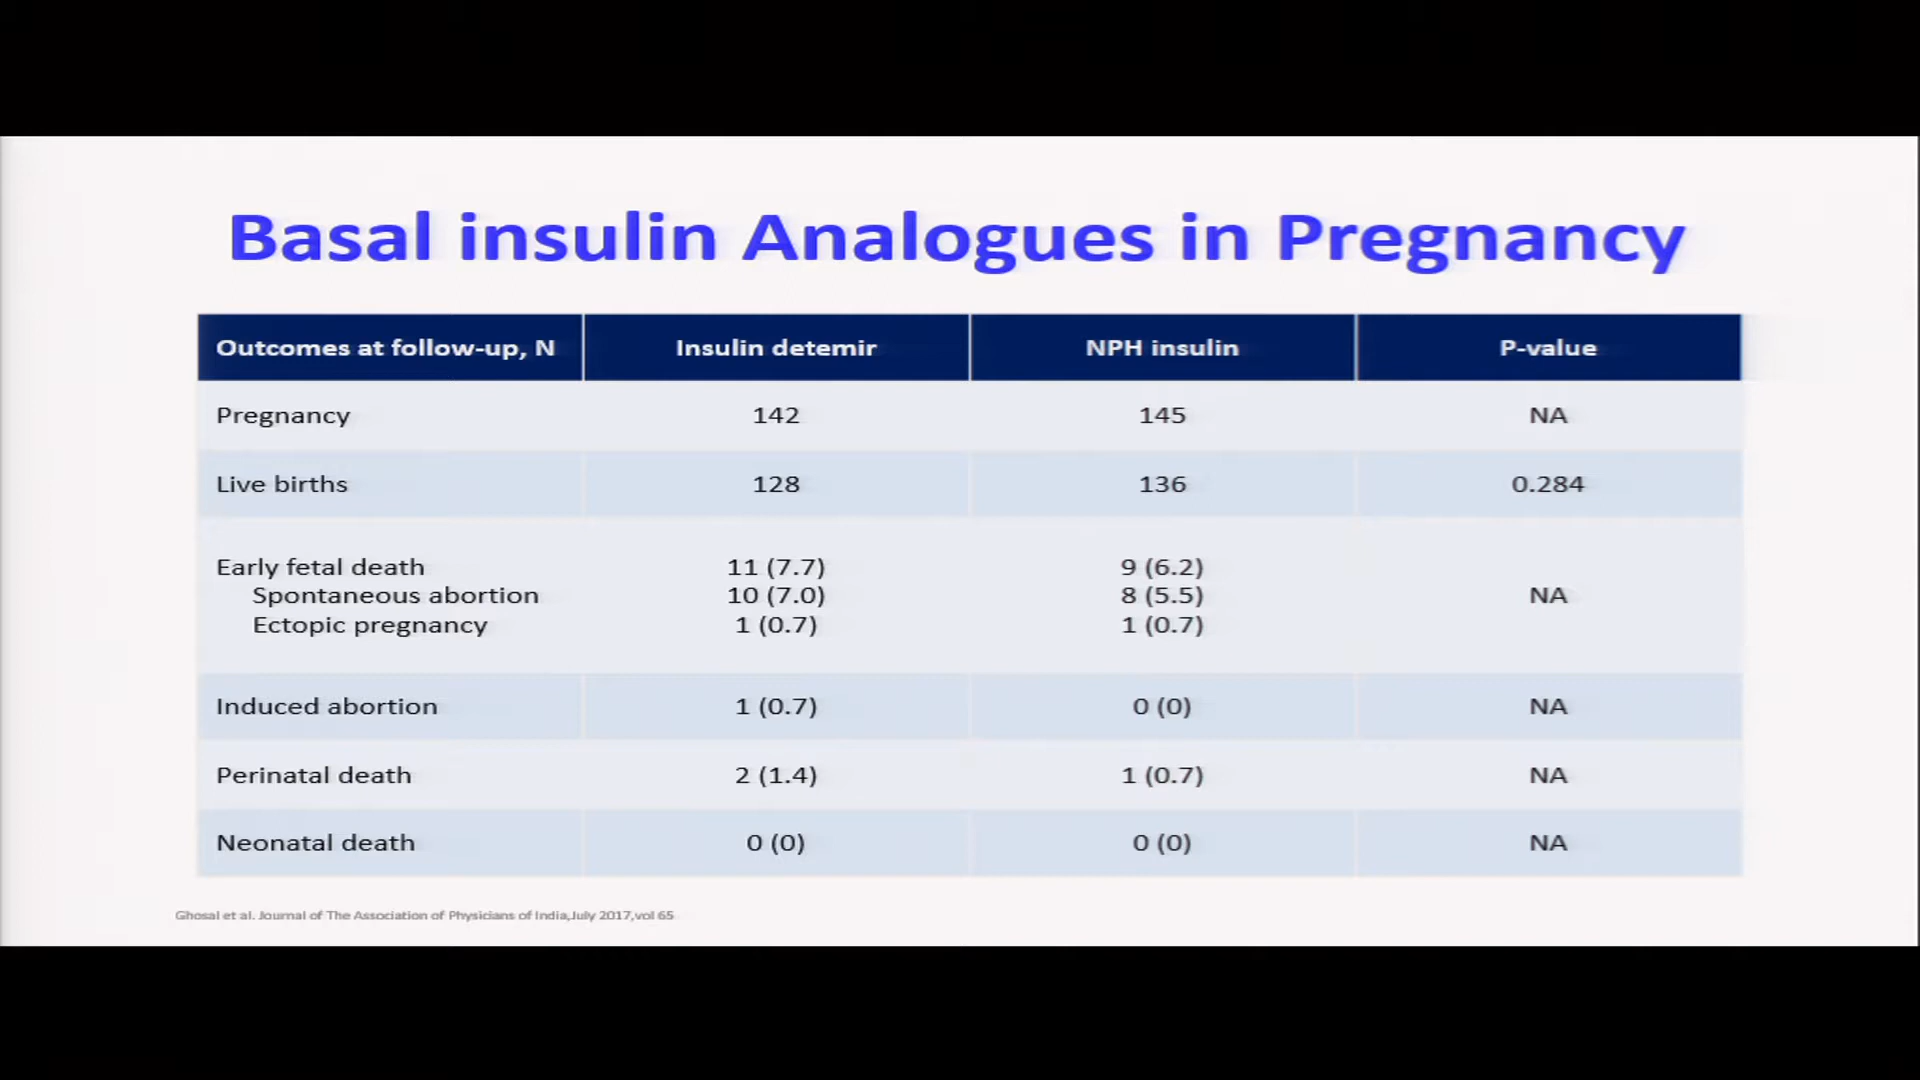 Basal insulin Analogues in Pregnancy
Outcomes at follow-up, N Insulin detemir NPH insulin P-value
Pregnancy 142 145 NA
Live births 128 136 0.284
Early fetal death 11 (7.7) 9 (6.2)
Spontaneous abortion 10 (7.0) 8 (5.5) NA
Ectopic pregnancy 1 (0.7) 1 (0.7)
Induced abortion 1 (0.7) 0 (0) NA
Perinatal death 2 (1.4) 1 (0.7) NA
Neonatal death 0 (0) 0 (0) NA
Ghosal et al. Journal of The Association of Physicians of India,July 2017,vol 65